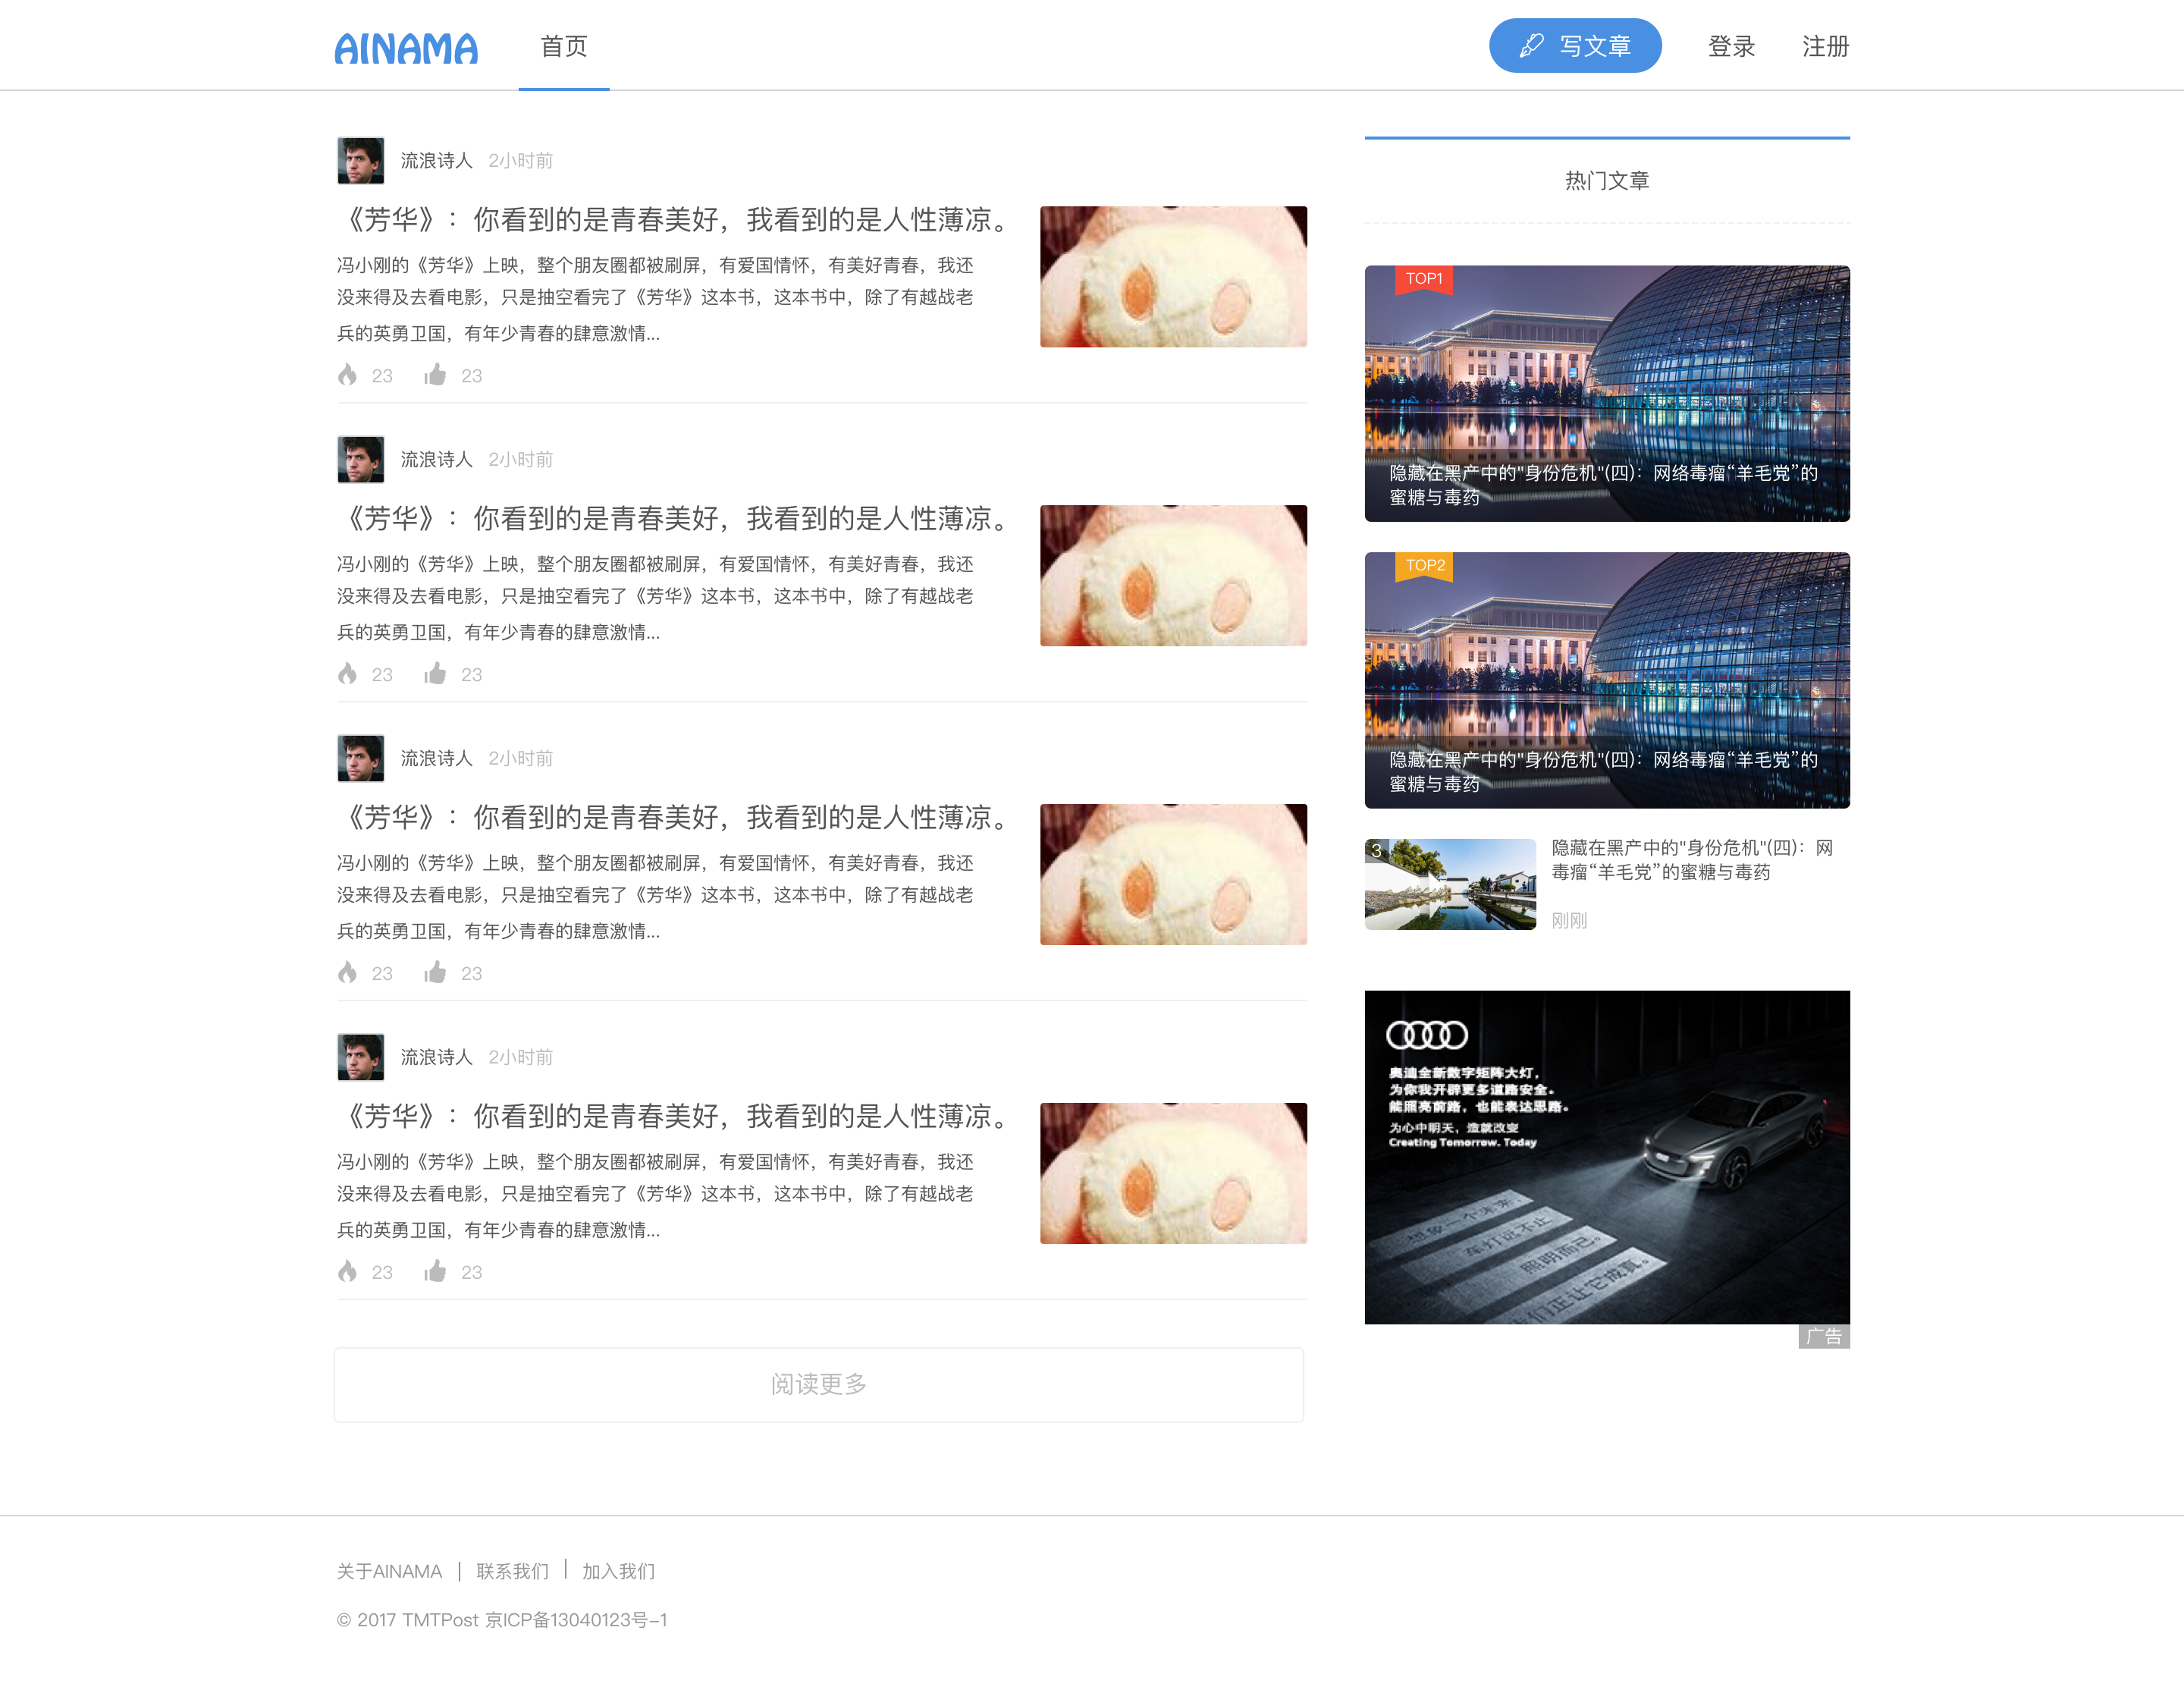 AINAMA
首页
写文章
登录
注册
流浪诗人 2小时前
《芳华》：你看到的是青春美好，我看到的是人性薄凉。
冯小刚的《芳华》上映，整个朋友圈都被刷屏，有爱国情怀，有美好青春，我还
没来得及去看电影，只是抽空看完了《芳华》这本书，这本书中，除了有越战老
兵的英勇卫国，有年少青春的肆意激情...
23 23
流浪诗人 2小时前
《芳华》：你看到的是青春美好，我看到的是人性薄凉。
冯小刚的《芳华》上映，整个朋友圈都被刷屏，有爱国情怀，有美好青春，我还
没来得及去看电影，只是抽空看完了《芳华》这本书，这本书中，除了有越战老
兵的英勇卫国，有年少青春的肆意激情...
23 23
流浪诗人 2小时前
《芳华》：你看到的是青春美好，我看到的是人性薄凉。
冯小刚的《芳华》上映，整个朋友圈都被刷屏，有爱国情怀，有美好青春，我还
没来得及去看电影，只是抽空看完了《芳华》这本书，这本书中，除了有越战老
兵的英勇卫国，有年少青春的肆意激情...
23 23
流浪诗人 2小时前
《芳华》：你看到的是青春美好，我看到的是人性薄凉。
冯小刚的《芳华》上映，整个朋友圈都被刷屏，有爱国情怀，有美好青春，我还
没来得及去看电影，只是抽空看完了《芳华》这本书，这本书中，除了有越战老
兵的英勇卫国，有年少青春的肆意激情...
23 23
阅读更多
热门文章
TOP1
隐藏在黑产中的"身份危机"(四)：网络毒瘤“羊毛党”的
蜜糖与毒药
TOP2
隐藏在黑产中的"身份危机"(四)：网络毒瘤“羊毛党”的
蜜糖与毒药
3
隐藏在黑产中的"身份危机"(四)：网
毒瘤“羊毛党”的蜜糖与毒药
刚刚
奥迪全新数字矩阵大灯，
为你我开辟更多道路安全。
能照亮前路，也能表达思路。
为心中明天，造就改变
Creating Tomorrow. Today
想象一个未来，
车灯远不止
照明而已。
我们正让它成真。
广告
关于AINAMA | 联系我们 | 加入我们
© 2017 TMTPost 京ICP备13040123号-1